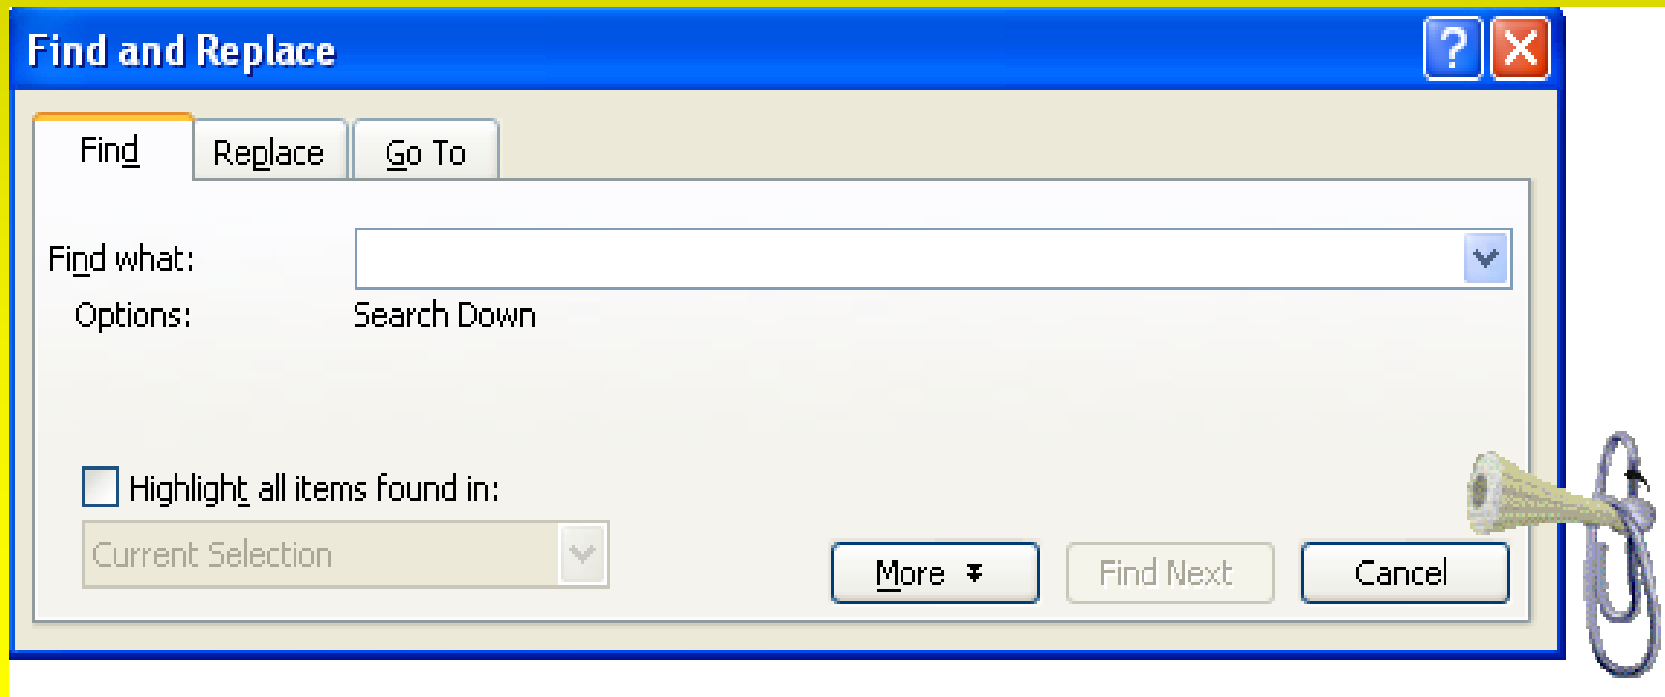 Find and Replace
Find Replace Go To
Find what:
Options: Search Down
Highlight all items found in:
Current Selection
More Find Next Cancel